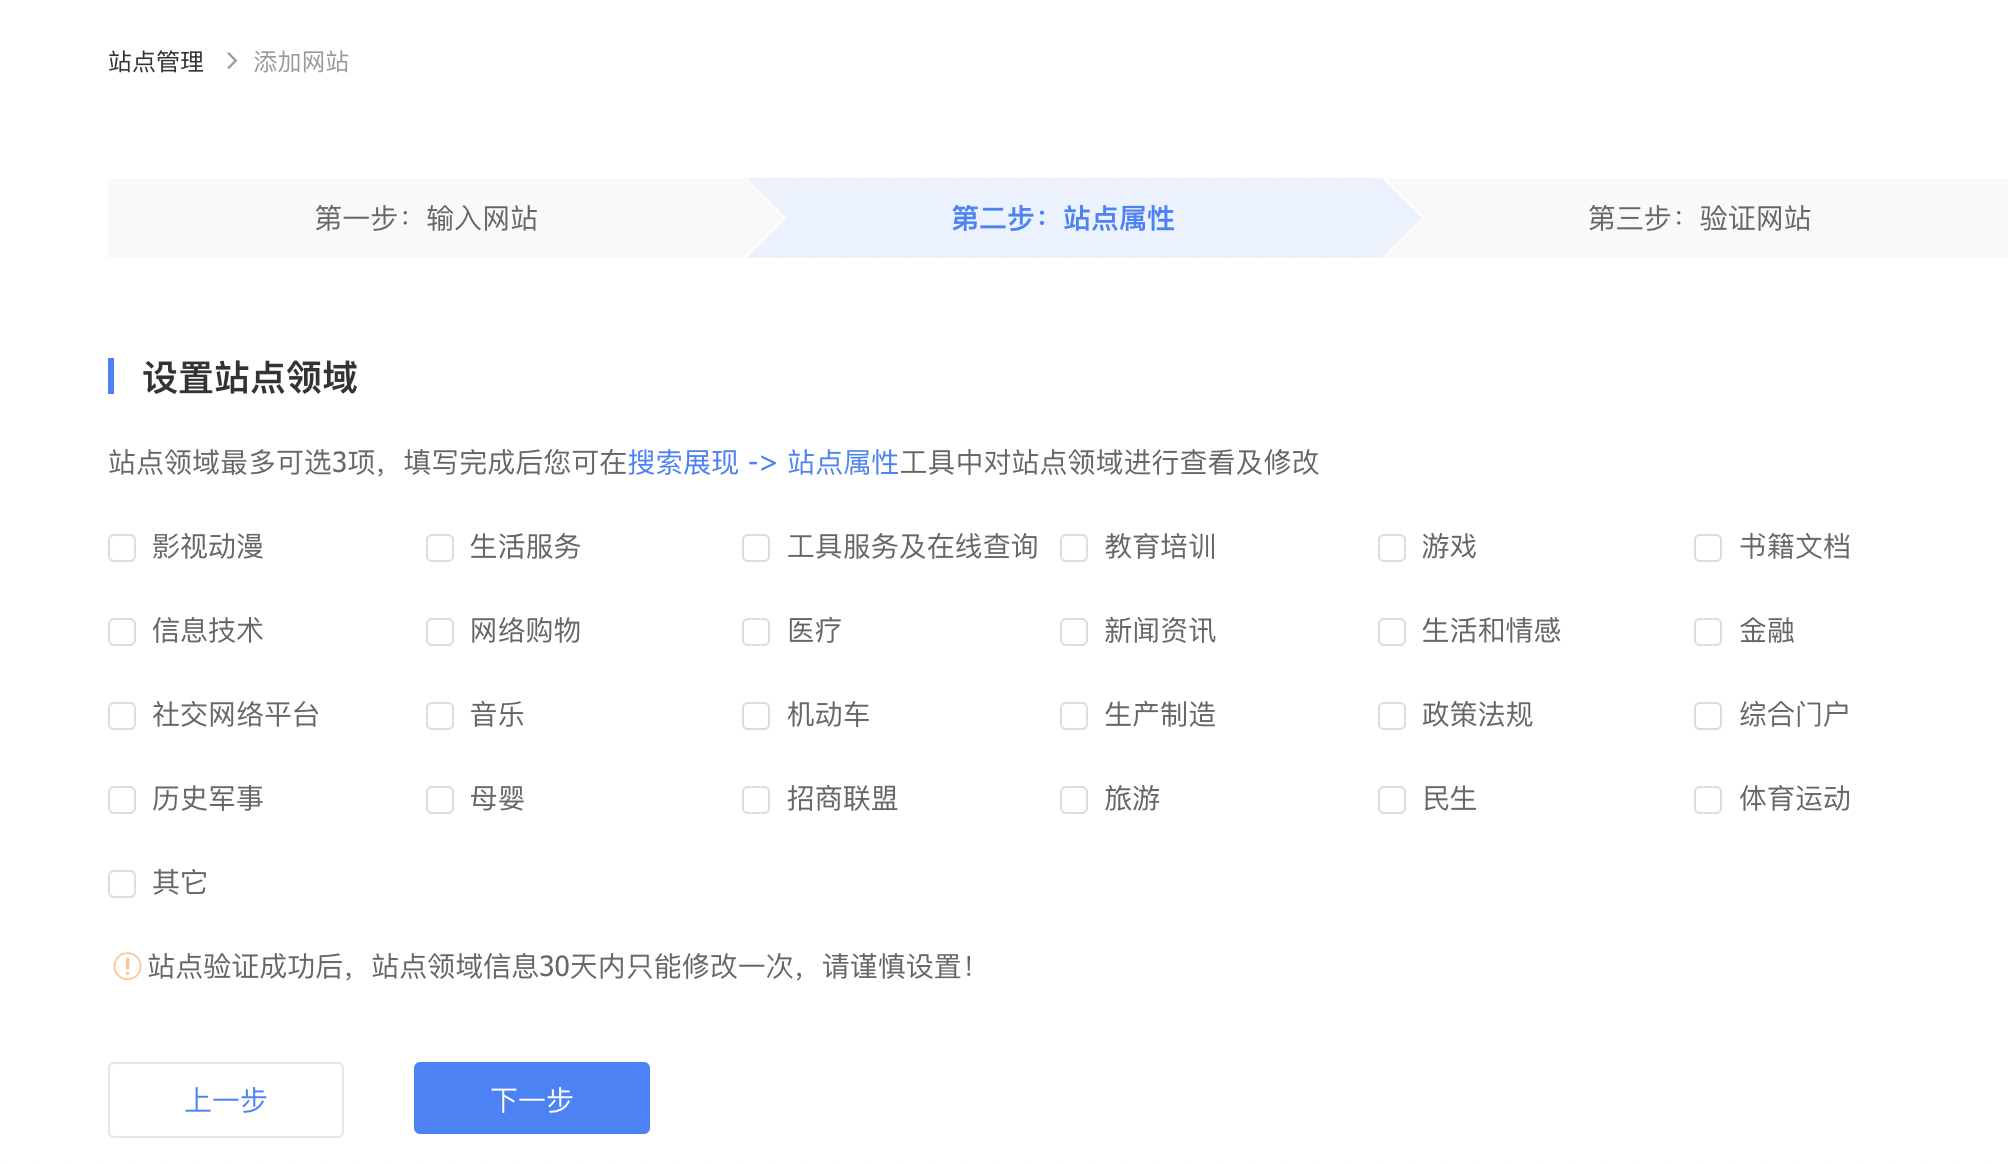 站点管理 > 添加网站
第一步：输入网站 第二步：站点属性 第三步：验证网站
设置站点领域
站点领域最多可选3项，填写完成后您可在搜索展现 -> 站点属性工具中对站点领域进行查看及修改
影视动漫 生活服务 工具服务及在线查询 教育培训 游戏 书籍文档
信息技术 网络购物 医疗 新闻资讯 生活和情感 金融
社交网络平台 音乐 机动车 生产制造 政策法规 综合门户
历史军事 母婴 招商联盟 旅游 民生 体育运动
其它
站点验证成功后，站点领域信息30天内只能修改一次，请谨慎设置！
上一步 下一步